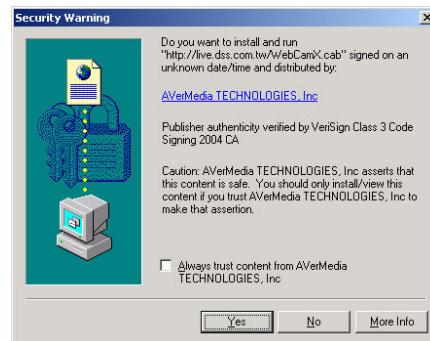 Security Warning
Do you want to install and run
"http://live.dss.com.tw/WebCamX.cab" signed on an
unknown date/time and distributed by:
AVerMedia TECHNOLOGIES, Inc
Publisher authenticity verified by VeriSign Class 3 Code
Signing 2004 CA
Caution: AVerMedia TECHNOLOGIES, Inc asserts that
this content is safe. You should only install/view this
content if you trust AVerMedia TECHNOLOGIES, Inc to
make that assertion.
Always trust content from AVerMedia
TECHNOLOGIES, Inc
Yes No More Info